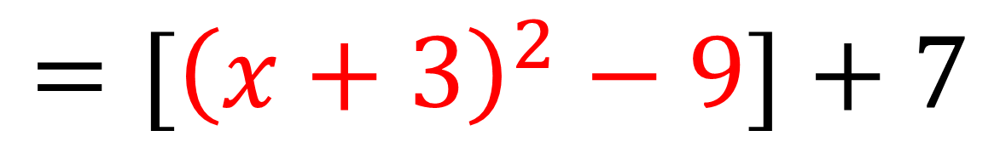 = [(x + 3)² − 9] + 7